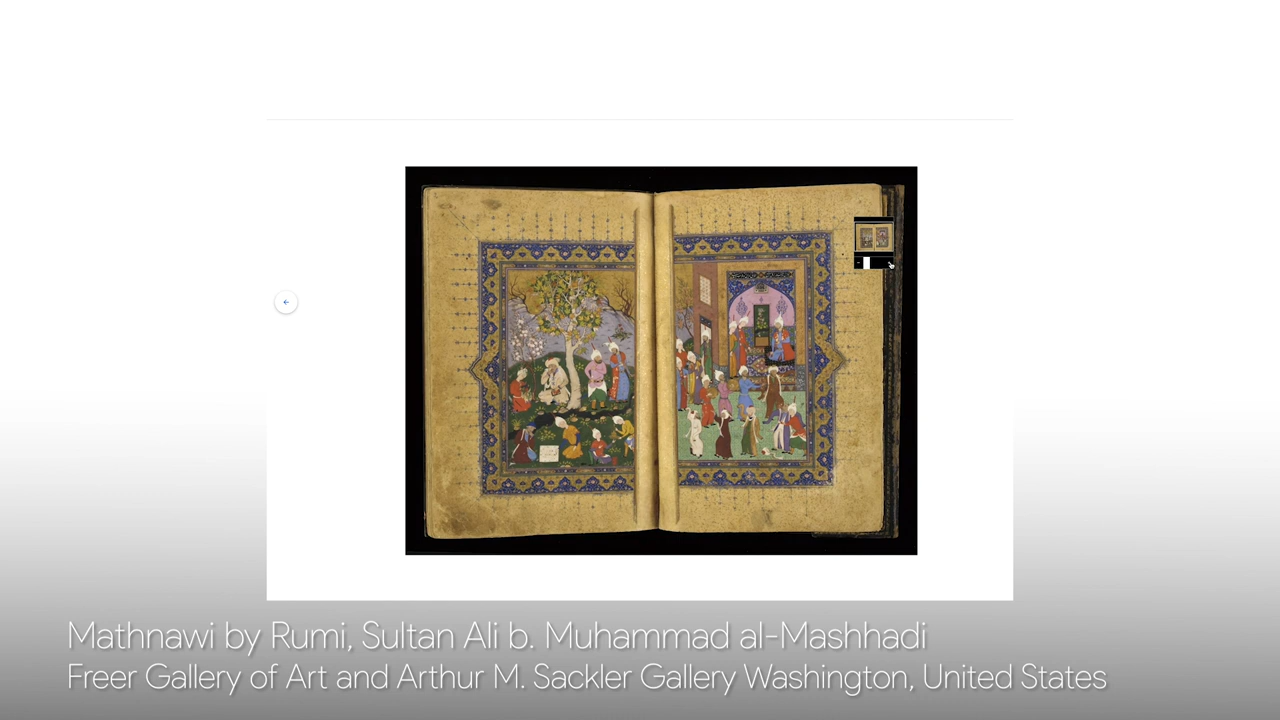 Mathnawi by Rumi, Sultan Ali b. Muhammad al-Mashhadi
Freer Gallery of Art and Arthur M. Sackler Gallery Washington, United States